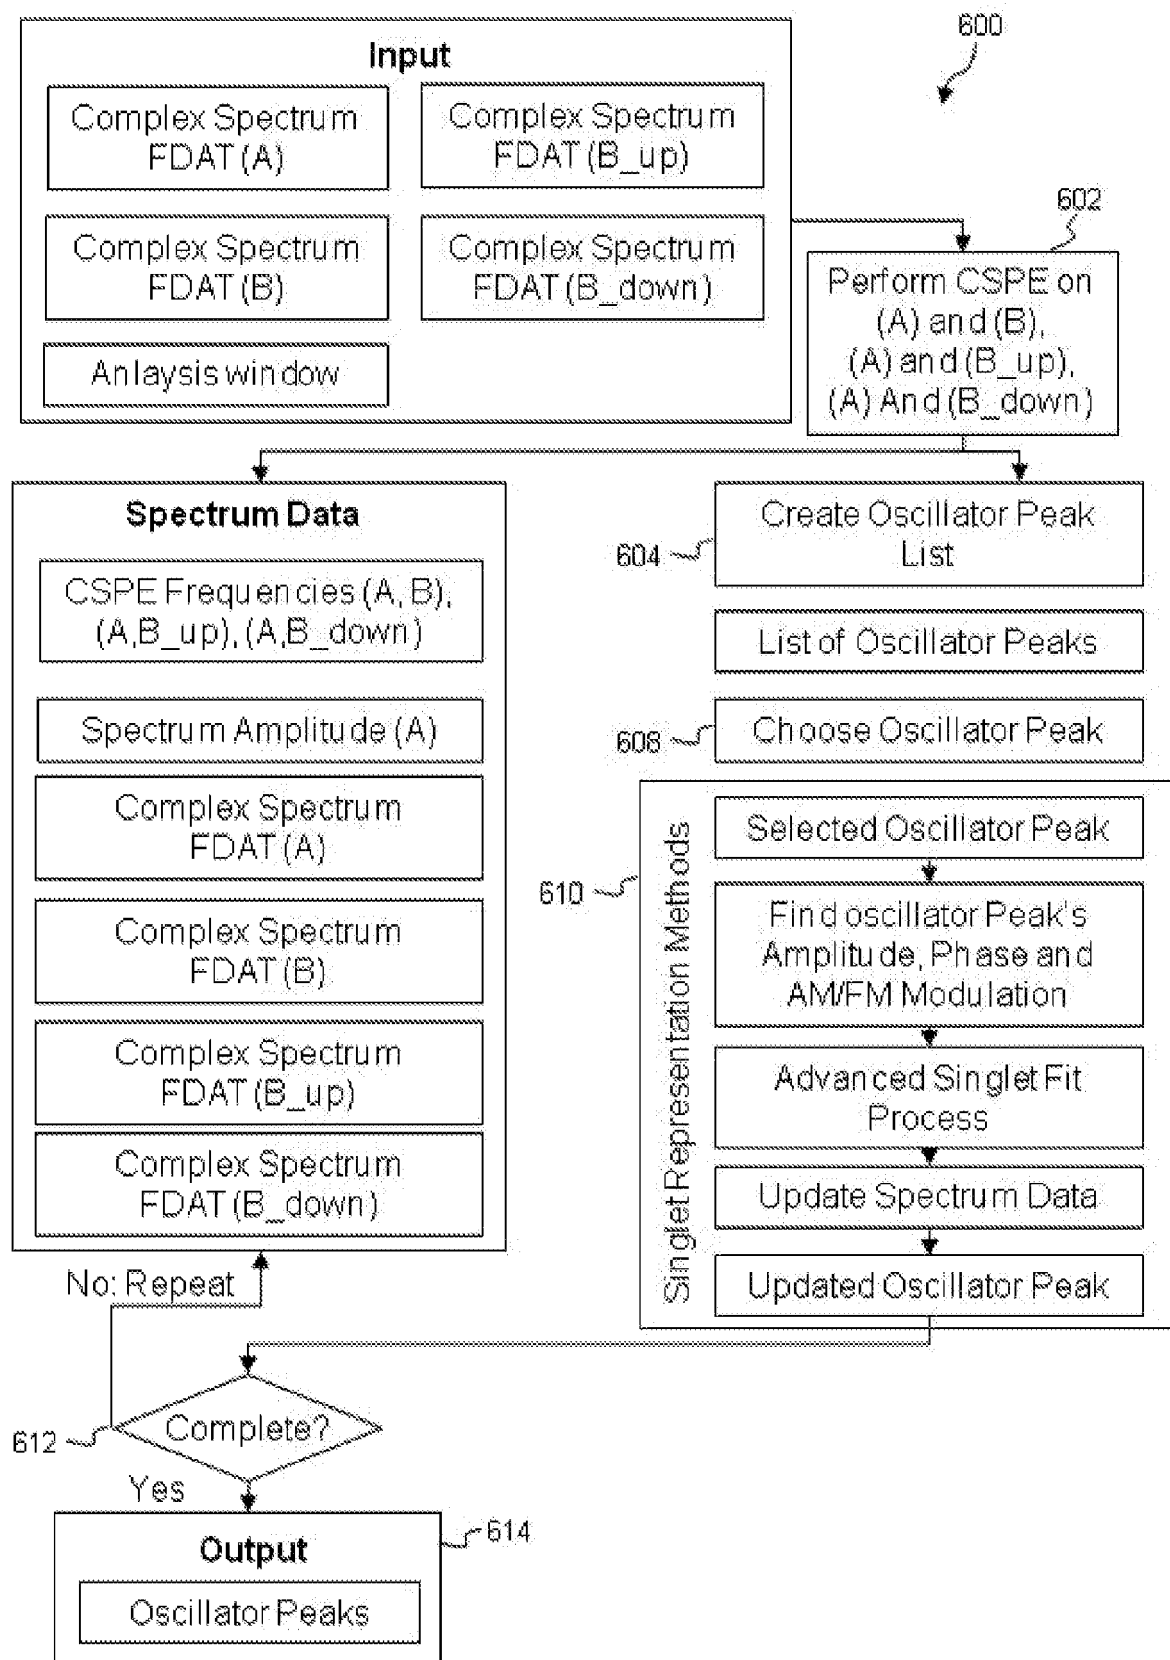 600
Input
Complex Spectrum
FDAT (A)
Complex Spectrum
FDAT (B_up)
Complex Spectrum
FDAT (B)
Complex Spectrum
FDAT (B_down)
Anlaysis window
602
Perform CSPE on
(A) and (B),
(A) and (B_up),
(A) And (B_down)
Spectrum Data
CSPE Frequencies (A, B),
(A,B_up), (A,B_down)
Spectrum Amplitude (A)
Complex Spectrum
FDAT (A)
Complex Spectrum
FDAT (B)
Complex Spectrum
FDAT (B_up)
Complex Spectrum
FDAT (B_down)
604
Create Oscillator Peak
List
List of Oscillator Peaks
608
Choose Oscillator Peak
610
Singlet Representation Methods
Selected Oscillator Peak
Find oscillator Peak's
Amplitude, Phase and
AM/FM Modulation
Advanced Singlet Fit
Process
Update Spectrum Data
Updated Oscillator Peak
No: Repeat
612
Complete?
Yes
614
Output
Oscillator Peaks